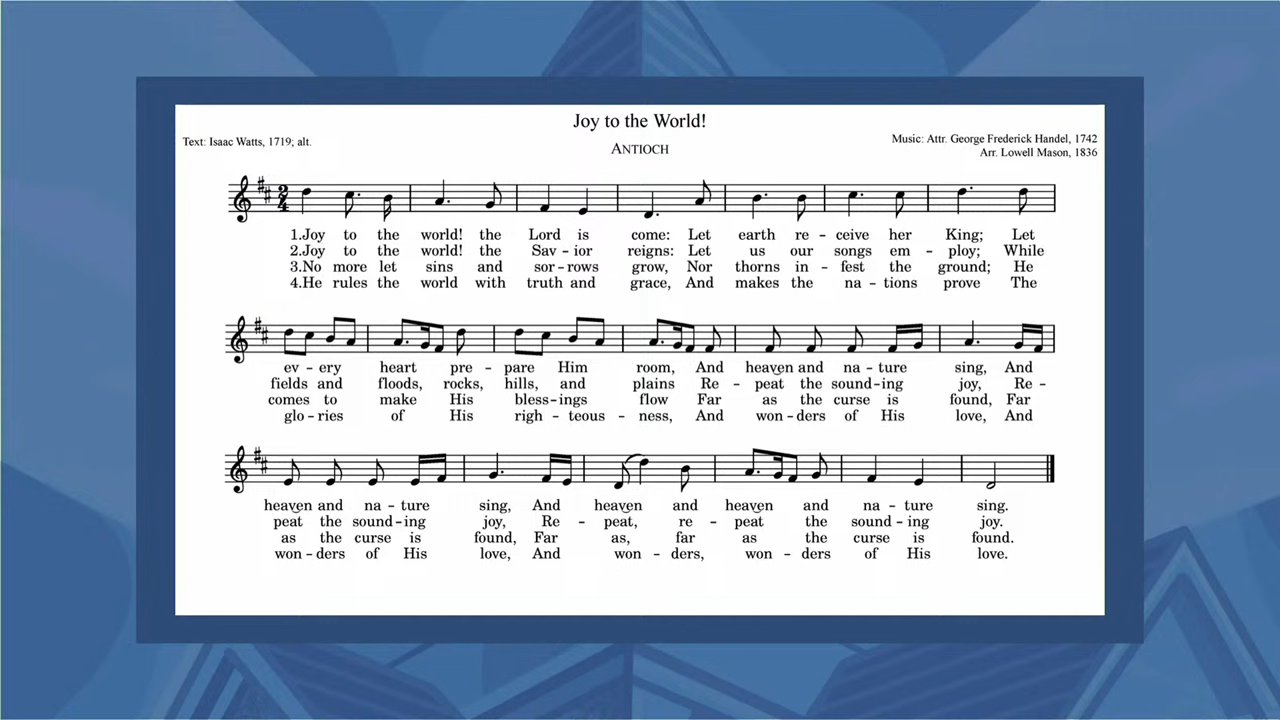 Joy to the World!
Text: Isaac Watts, 1719; alt.
ANTIOCH
Music: Attr. George Frederick Handel, 1742
Arr. Lowell Mason, 1836
2
4
1.Joy to the world! the Lord is come: Let earth re – ceive her King; Let
2.Joy to the world! the Sav – ior reigns: Let us our songs em – ploy; While
3.No more let sins and sor – rows grow, Nor thorns in – fest the ground; He
4.He rules the world with truth and grace, And makes the na – tions prove The
ev – ery heart pre – pare Him room, And heaven and na – ture sing, And
fields and floods, rocks, hills, and plains Re – peat the sound – ing joy, Re –
comes to make His bless – ings flow Far as the curse is found, Far
glo – ries of His righ – teous – ness, And won – ders of His love, And
heaven and na – ture sing, And heaven and heaven and na – ture sing.
peat the sound – ing joy, Re – peat, re – peat the sound – ing joy.
as the curse is found, Far as, far as the curse is found.
won – ders of His love, And won – ders, won – ders of His love.